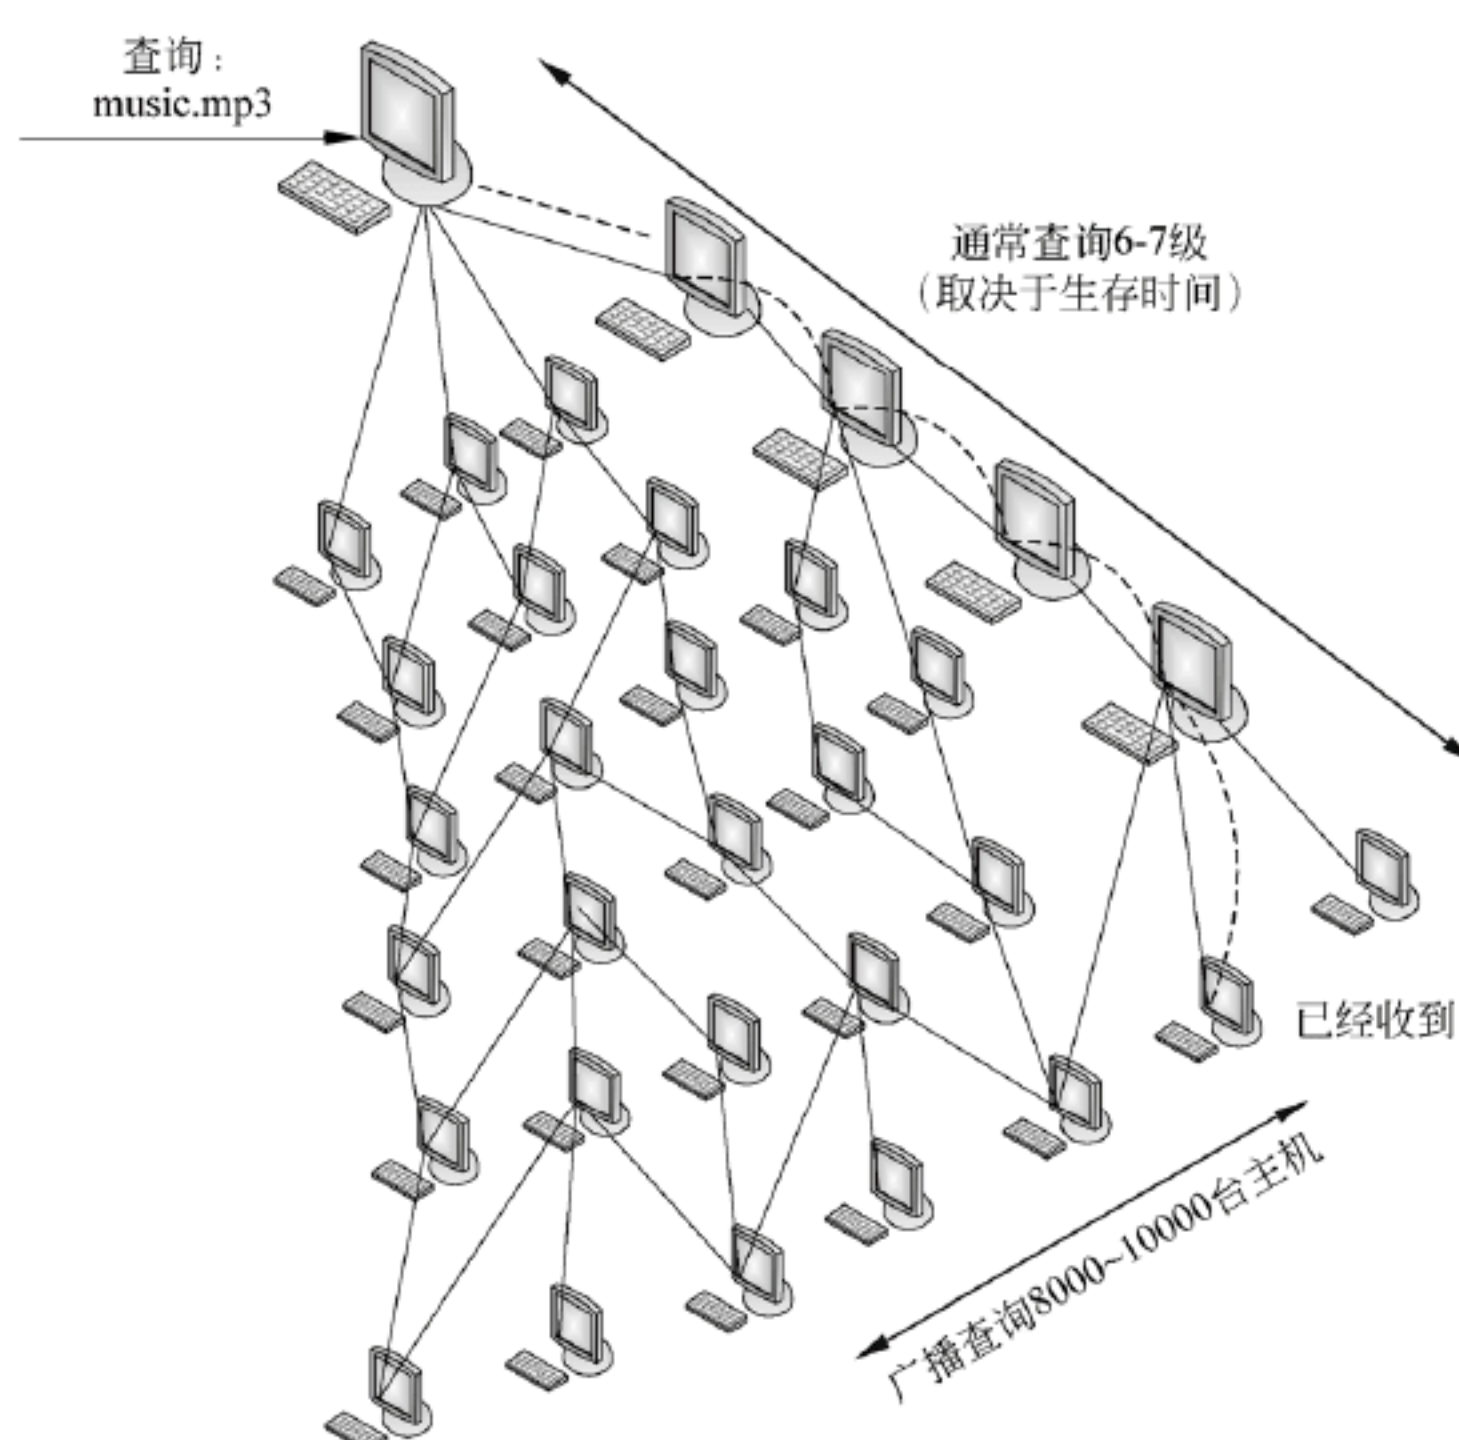 查询：
music.mp3
通常查询6-7级
（取决于生存时间）
已经收到
广播查询8000~10000台主机